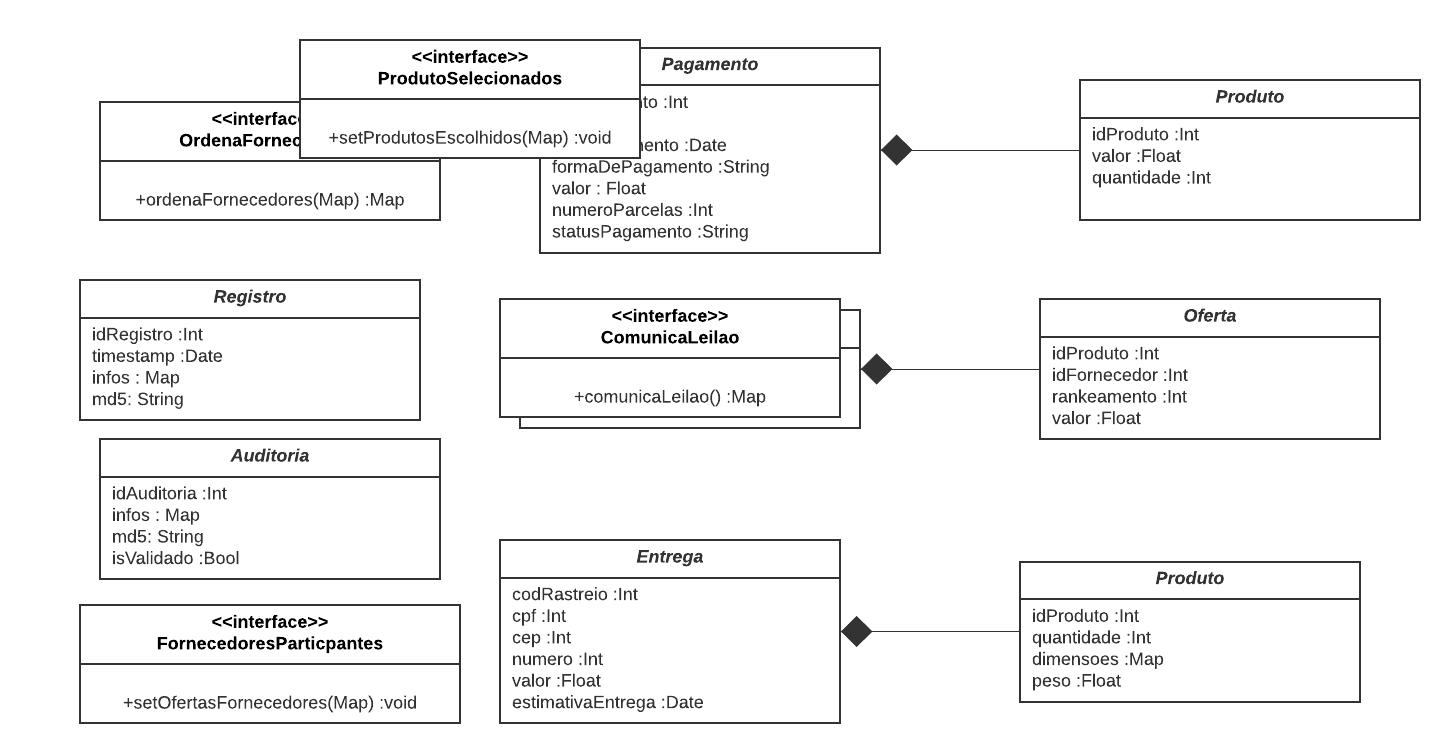 <<interface>>
ProdutoSelecionados
+setProdutosEscolhidos(Map) :void
Pagamento
:Int
:Date
formaDePagamento :String
valor : Float
numeroParcelas :Int
statusPagamento :String
Produto
idProduto :Int
valor :Float
quantidade :Int
+ordenaFornecedores(Map) :Map
Registro
idRegistro :Int
timestamp :Date
infos : Map
md5: String
<<interface>>
ComunicaLeilao
+comunicaLeilao() :Map
Oferta
idProduto :Int
idFornecedor :Int
rankeamento :Int
valor :Float
Auditoria
idAuditoria :Int
infos : Map
md5: String
isValidado :Bool
Entrega
codRastreio :Int
cpf :Int
cep :Int
numero :Int
valor :Float
estimativaEntrega :Date
Produto
idProduto :Int
quantidade :Int
dimensoes :Map
peso :Float
<<interface>>
FornecedoresParticpantes
+setOfertasFornecedores(Map) :void